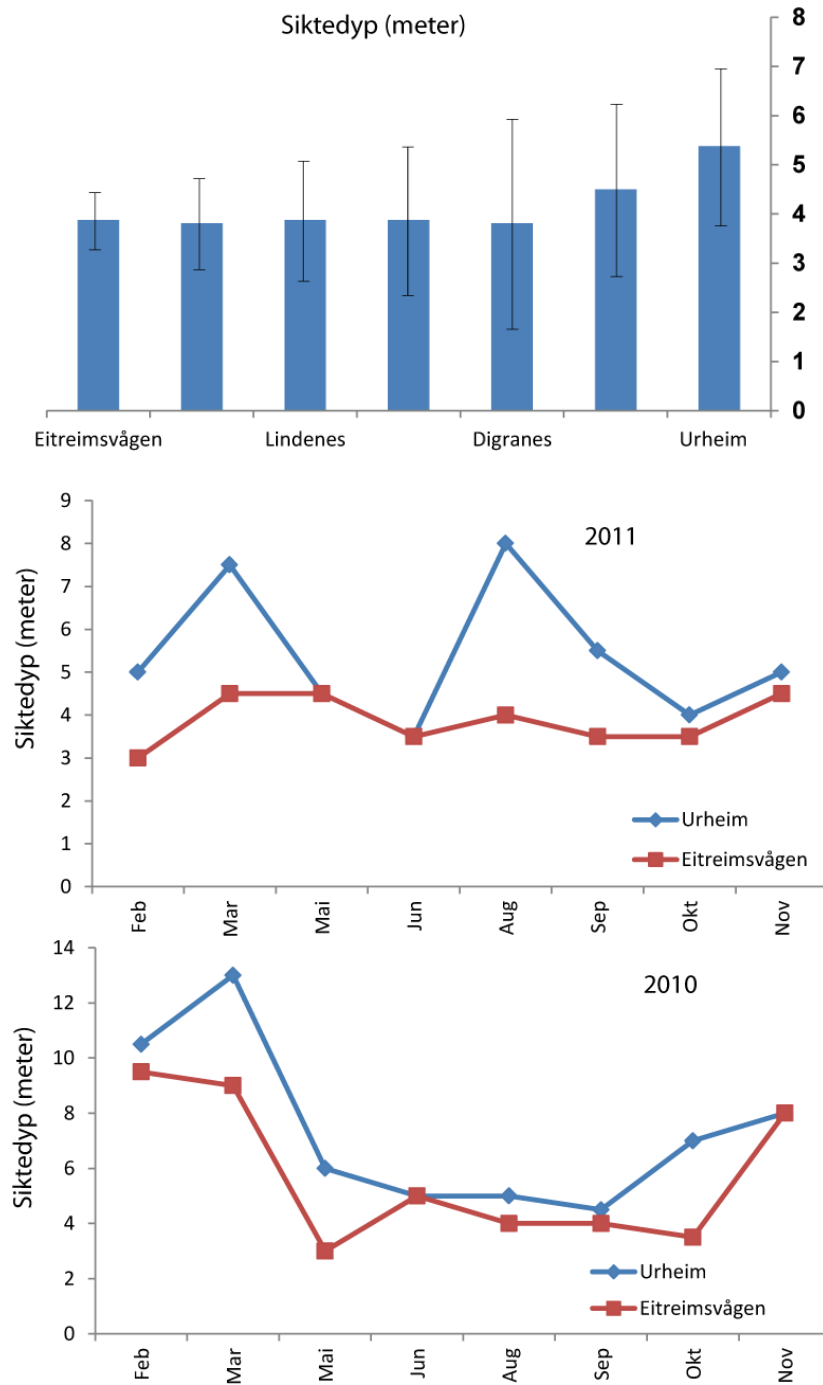 Siktedyp (meter)
8
7
6
5
4
3
2
1
0
Eitreimsvågen Lindenes Digranes Urheim
9
8
7
6
5
4
3
2
1
0
Siktedyp (meter)
2011
Urheim
Eitreimsvågen
Feb Mar Mai Jun Aug Sep Okt Nov
14
12
10
8
6
4
2
0
Siktedyp (meter)
2010
Urheim
Eitreimsvågen
Feb Mar Mai Jun Aug Sep Okt Nov